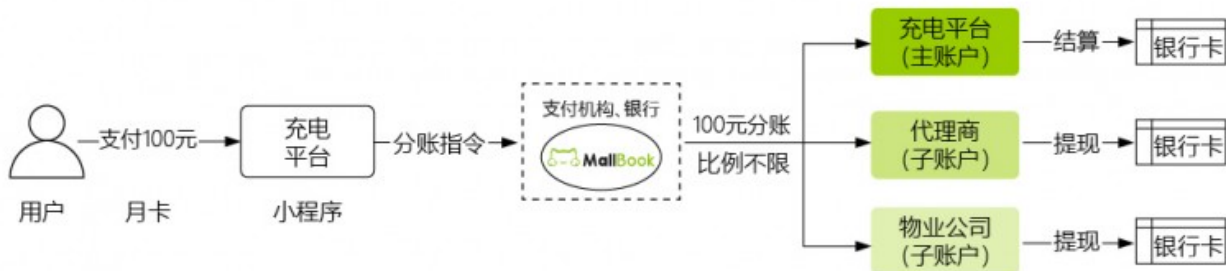 用户
支付100元
月卡
充电
平台
小程序
分账指令
支付机构、银行
MallBook
100元分账
比例不限
充电平台
(主账户)
结算
银行卡
代理商
(子账户)
提现
银行卡
物业公司
(子账户)
提现
银行卡